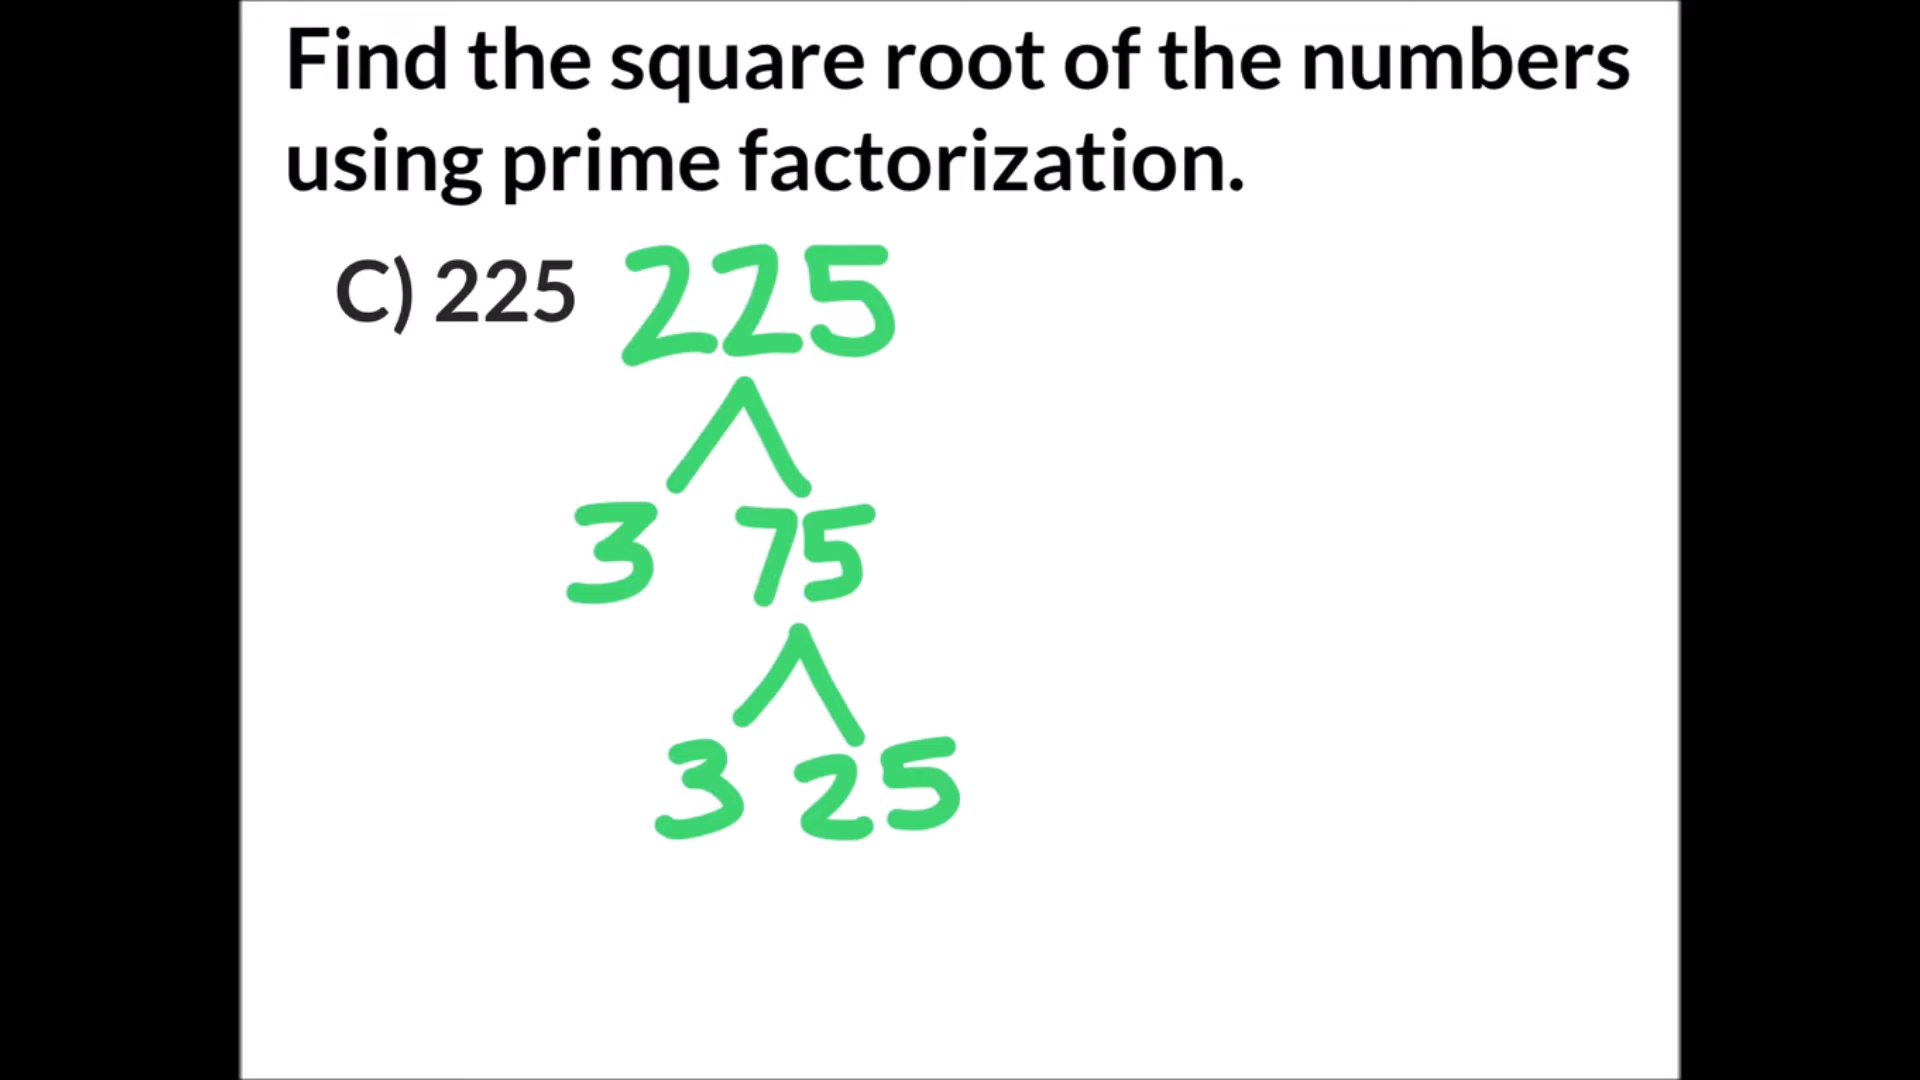 Find the square root of the numbers
using prime factorization.
C) 225 225
3 75
3 25